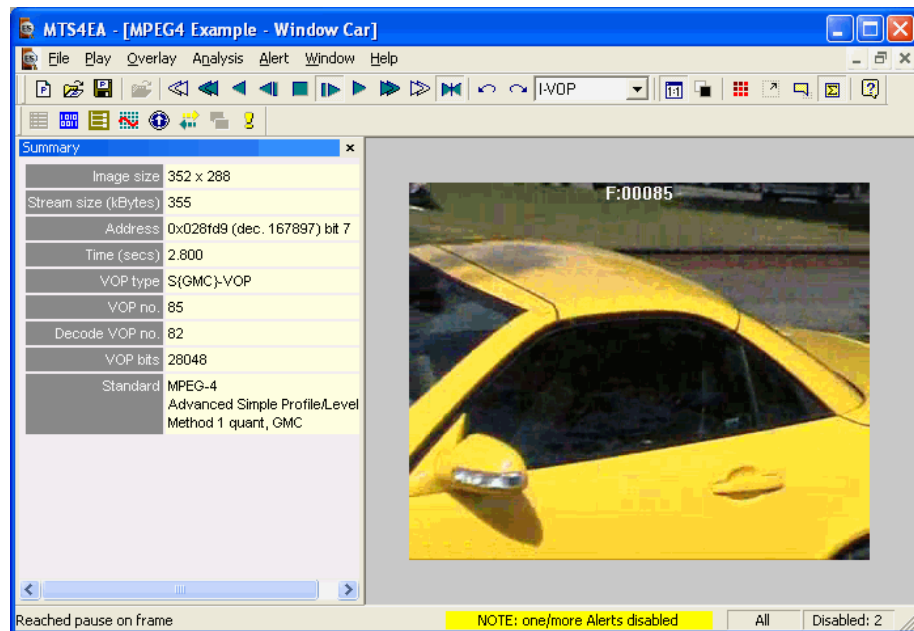 MTS4EA - [MPEG4 Example - Window Car]
File Play Overlay Analysis Alert Window Help
I-VOP
1:1
Summary
Image size 352 x 288
Stream size (kBytes) 355
Address 0x028fd9 (dec. 167897) bit 7
Time (secs) 2.800
VOP type S(GMC)-VOP
VOP no. 85
Decode VOP no. 82
VOP bits 28048
Standard MPEG-4
Advanced Simple Profile/Level
Method 1 quant, GMC
F:00085
Reached pause on frame
NOTE: one/more Alerts disabled
All
Disabled: 2